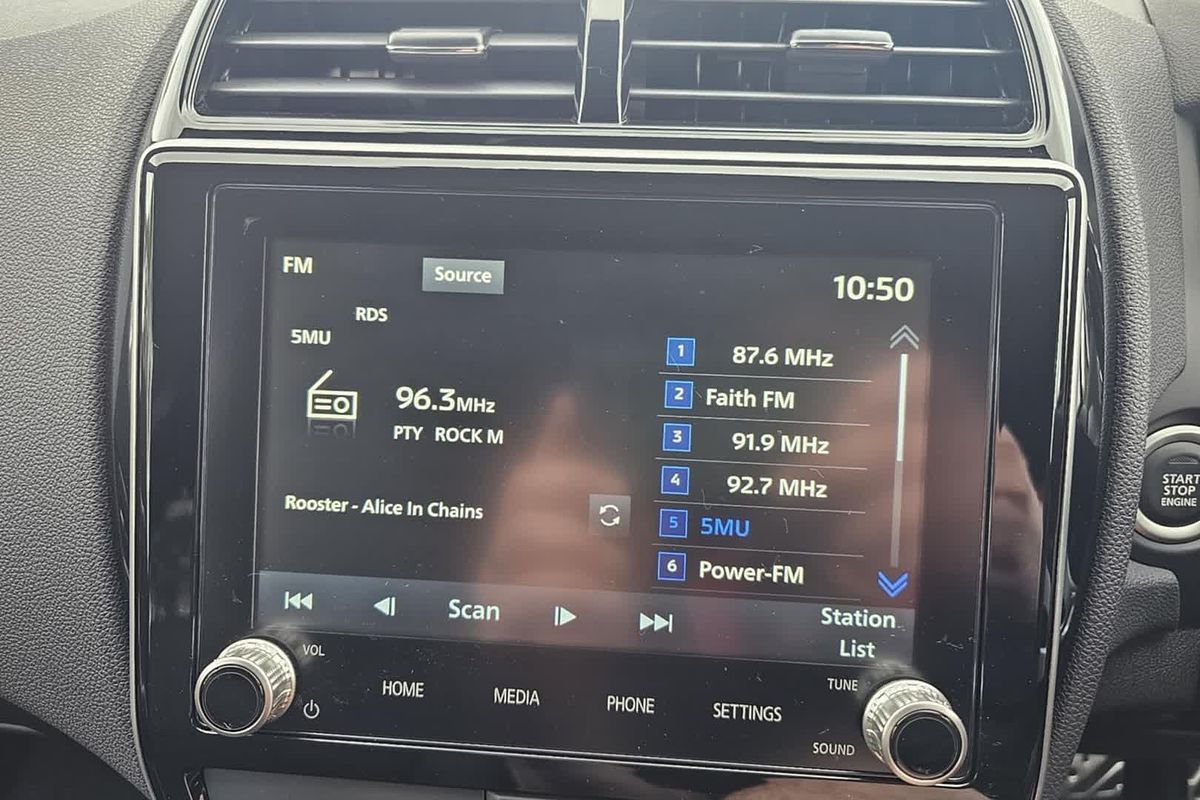 FM
Source
10:50
RDS
5MU
96.3MHz
PTY ROCK M
Rooster - Alice In Chains
1 87.6 MHz
2 Faith FM
3 91.9 MHz
4 92.7 MHz
5 5MU
6 Power-FM
Scan
Station
List
VOL
HOME
MEDIA
PHONE
SETTINGS
TUNE
SOUND
START
STOP
ENGINE